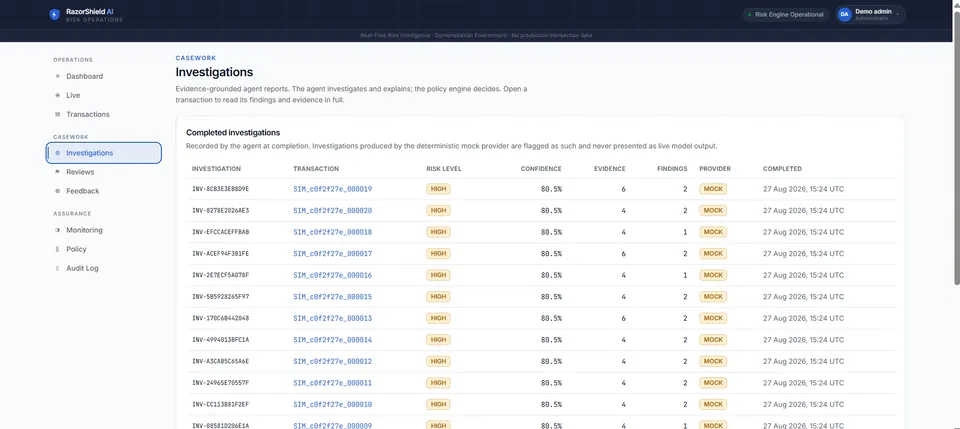 RazorShield AI
RISK OPERATIONS
Risk Engine Operational
DA
Demo admin
Administrator
Real-Time Risk Intelligence · Demonstration Environment · No production transaction data
OPERATIONS
Dashboard
Live
Transactions
CASEWORK
Investigations
Reviews
Feedback
ASSURANCE
Monitoring
Policy
Audit Log
CASEWORK
Investigations
Evidence-grounded agent reports. The agent investigates and explains; the policy engine decides. Open a
transaction to read its findings and evidence in full.
Completed investigations
Recorded by the agent at completion. Investigations produced by the deterministic mock provider are flagged as such and never presented as live model output.
INVESTIGATION TRANSACTION RISK LEVEL CONFIDENCE EVIDENCE FINDINGS PROVIDER COMPLETED
INV-8CB3E3EB8D9E SIM_c0f2f27e_000019 HIGH 80.5% 6 2 MOCK 27 Aug 2026, 15:24 UTC
INV-8278E2026AE3 SIM_c0f2f27e_000020 HIGH 80.5% 4 2 MOCK 27 Aug 2026, 15:24 UTC
INV-EFCCACEFFBAB SIM_c0f2f27e_000018 HIGH 80.5% 4 1 MOCK 27 Aug 2026, 15:24 UTC
INV-ACEF94F3B1FE SIM_c0f2f27e_000017 HIGH 80.5% 6 2 MOCK 27 Aug 2026, 15:24 UTC
INV-2E7ECF5A078F SIM_c0f2f27e_000016 HIGH 80.5% 4 1 MOCK 27 Aug 2026, 15:24 UTC
INV-5B5928265F97 SIM_c0f2f27e_000015 HIGH 80.5% 4 2 MOCK 27 Aug 2026, 15:24 UTC
INV-170C6B442048 SIM_c0f2f27e_000013 HIGH 80.5% 6 2 MOCK 27 Aug 2026, 15:24 UTC
INV-4994013BFC1A SIM_c0f2f27e_000014 HIGH 80.5% 4 2 MOCK 27 Aug 2026, 15:24 UTC
INV-A3CAB5C65A6E SIM_c0f2f27e_000012 HIGH 80.5% 4 2 MOCK 27 Aug 2026, 15:24 UTC
INV-24965E70557F SIM_c0f2f27e_000011 HIGH 80.5% 4 2 MOCK 27 Aug 2026, 15:24 UTC
INV-CC113B81F2EF SIM_c0f2f27e_000010 HIGH 80.5% 4 2 MOCK 27 Aug 2026, 15:24 UTC
INV-08581D206E1A SIM_c0f2f27e_000009 HIGH 80.5% 4 1 MOCK 27 Aug 2026, 15:24 UTC